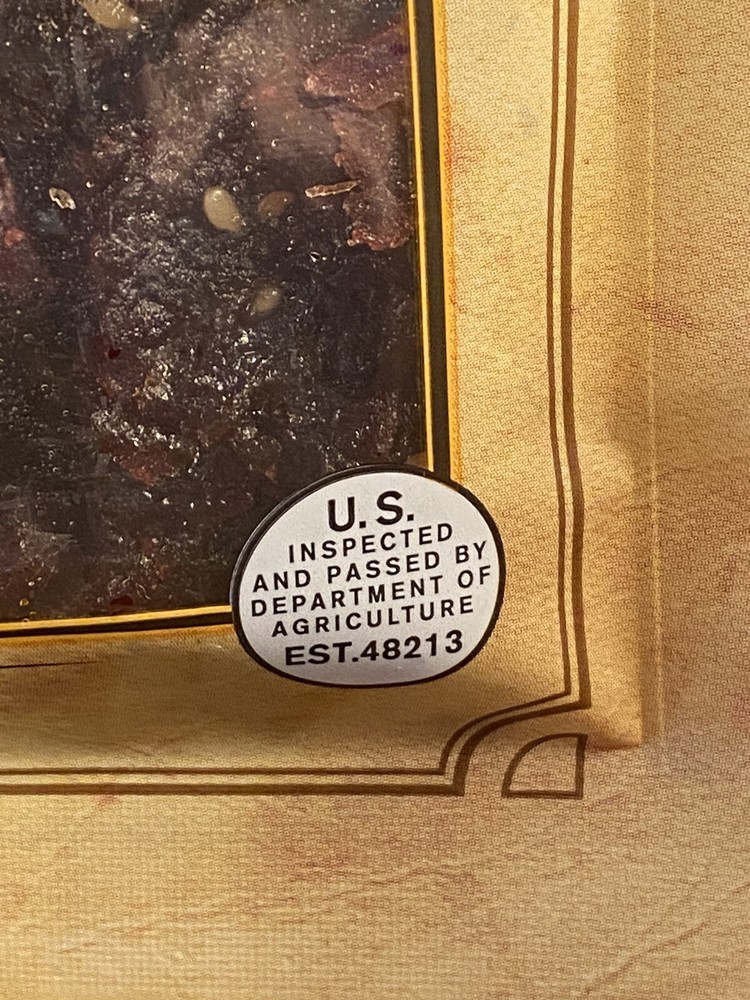 U.S.
INSPECTED
AND PASSED BY
DEPARTMENT OF
AGRICULTURE
EST.48213